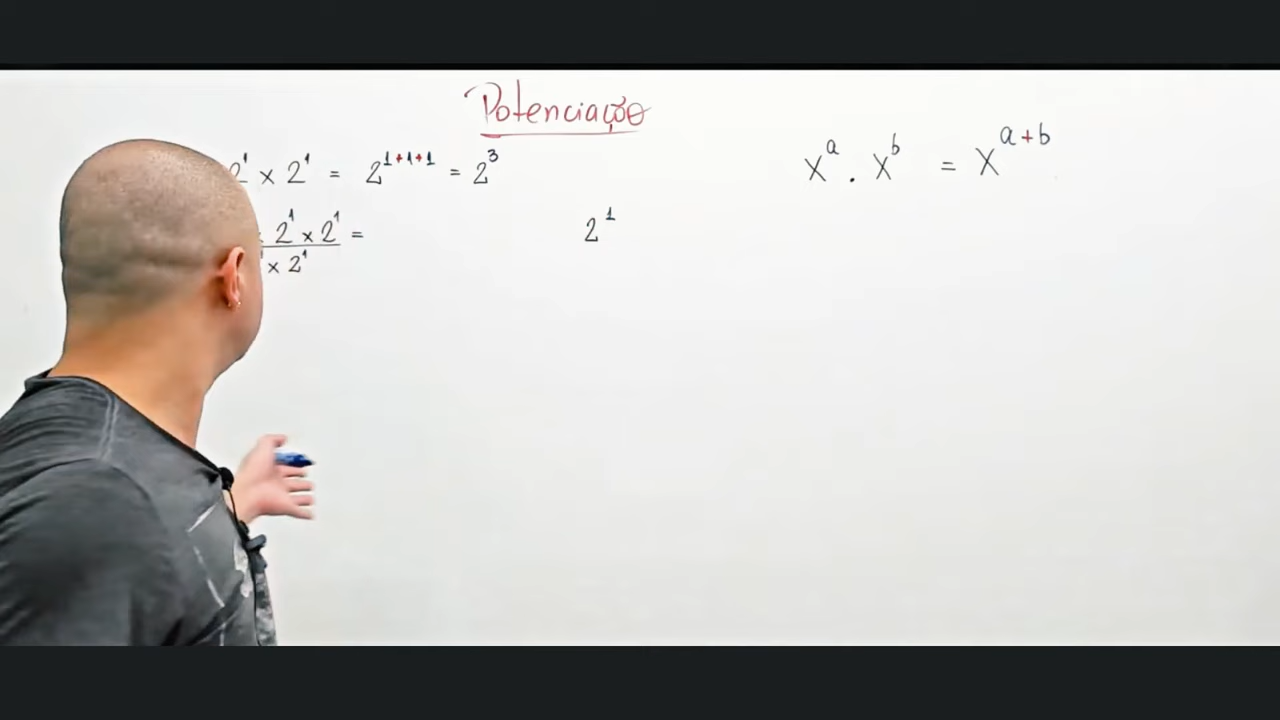 Potenciação
2¹ × 2¹ = 2¹⁺¹⁺¹ = 2³
xᵃ . xᵇ = xᵃ⁺ᵇ
2¹ × 2¹ =
2¹
× 2¹